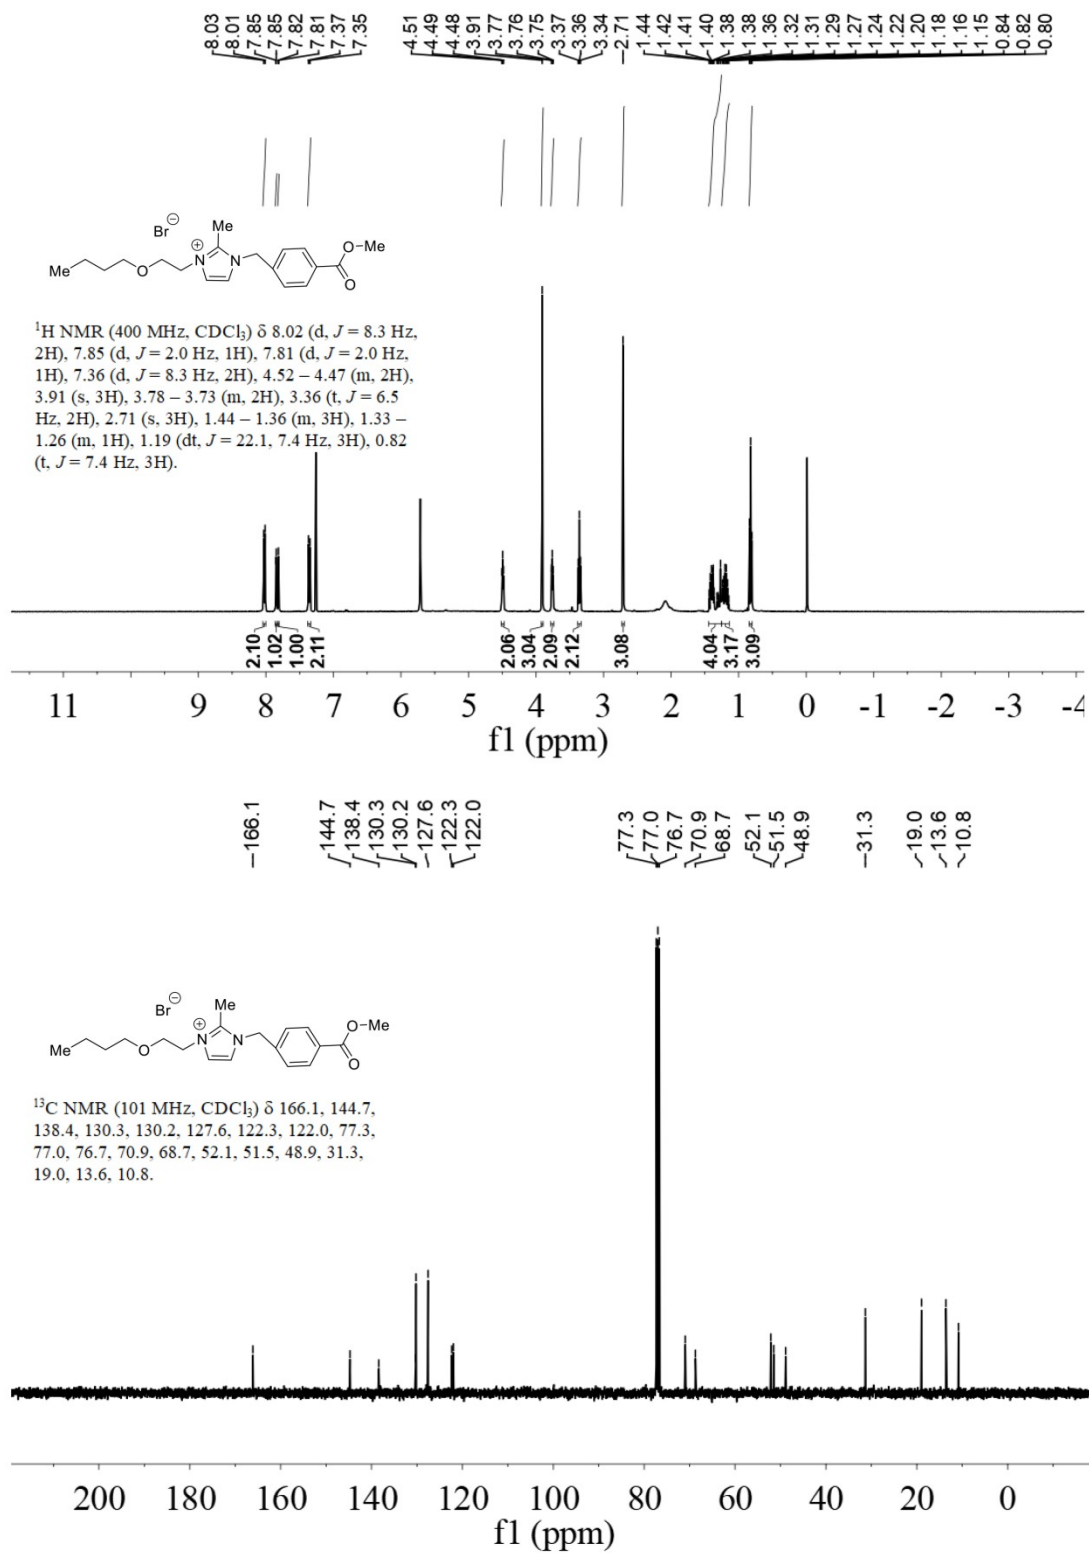 8.03 8.01 7.85 7.85 7.82 7.81 7.37 7.35 4.51 4.49 4.48 3.91 3.77 3.76 3.75 3.37 3.36 3.34 2.71 1.44 1.42 1.41 1.40 1.38 1.38 1.36 1.32 1.31 1.29 1.27 1.24 1.22 1.20 1.18 1.16 1.15 0.84 0.82 0.80
Br⊖ Me
Me O N⊕ N O Me
O
¹H NMR (400 MHz, CDCl₃) δ 8.02 (d, J = 8.3 Hz,
2H), 7.85 (d, J = 2.0 Hz, 1H), 7.81 (d, J = 2.0 Hz,
1H), 7.36 (d, J = 8.3 Hz, 2H), 4.52 – 4.47 (m, 2H),
3.91 (s, 3H), 3.78 – 3.73 (m, 2H), 3.36 (t, J = 6.5
Hz, 2H), 2.71 (s, 3H), 1.44 – 1.36 (m, 3H), 1.33 –
1.26 (m, 1H), 1.19 (dt, J = 22.1, 7.4 Hz, 3H), 0.82
(t, J = 7.4 Hz, 3H).
2.10 1.02 1.00 2.11 2.06 3.04 2.09 2.12 3.08 4.04 3.17 3.09
11 9 8 7 6 5 4 3 2 1 0 -1 -2 -3 -4
f1 (ppm)
166.1 144.7 138.4 130.3 130.2 127.6 122.3 122.0 77.3 77.0 76.7 70.9 68.7 52.1 51.5 48.9 31.3 19.0 13.6 10.8
Br⊖ Me
Me O N⊕ N O Me
O
¹³C NMR (101 MHz, CDCl₃) δ 166.1, 144.7,
138.4, 130.3, 130.2, 127.6, 122.3, 122.0, 77.3,
77.0, 76.7, 70.9, 68.7, 52.1, 51.5, 48.9, 31.3,
19.0, 13.6, 10.8.
200 180 160 140 120 100 80 60 40 20 0
f1 (ppm)